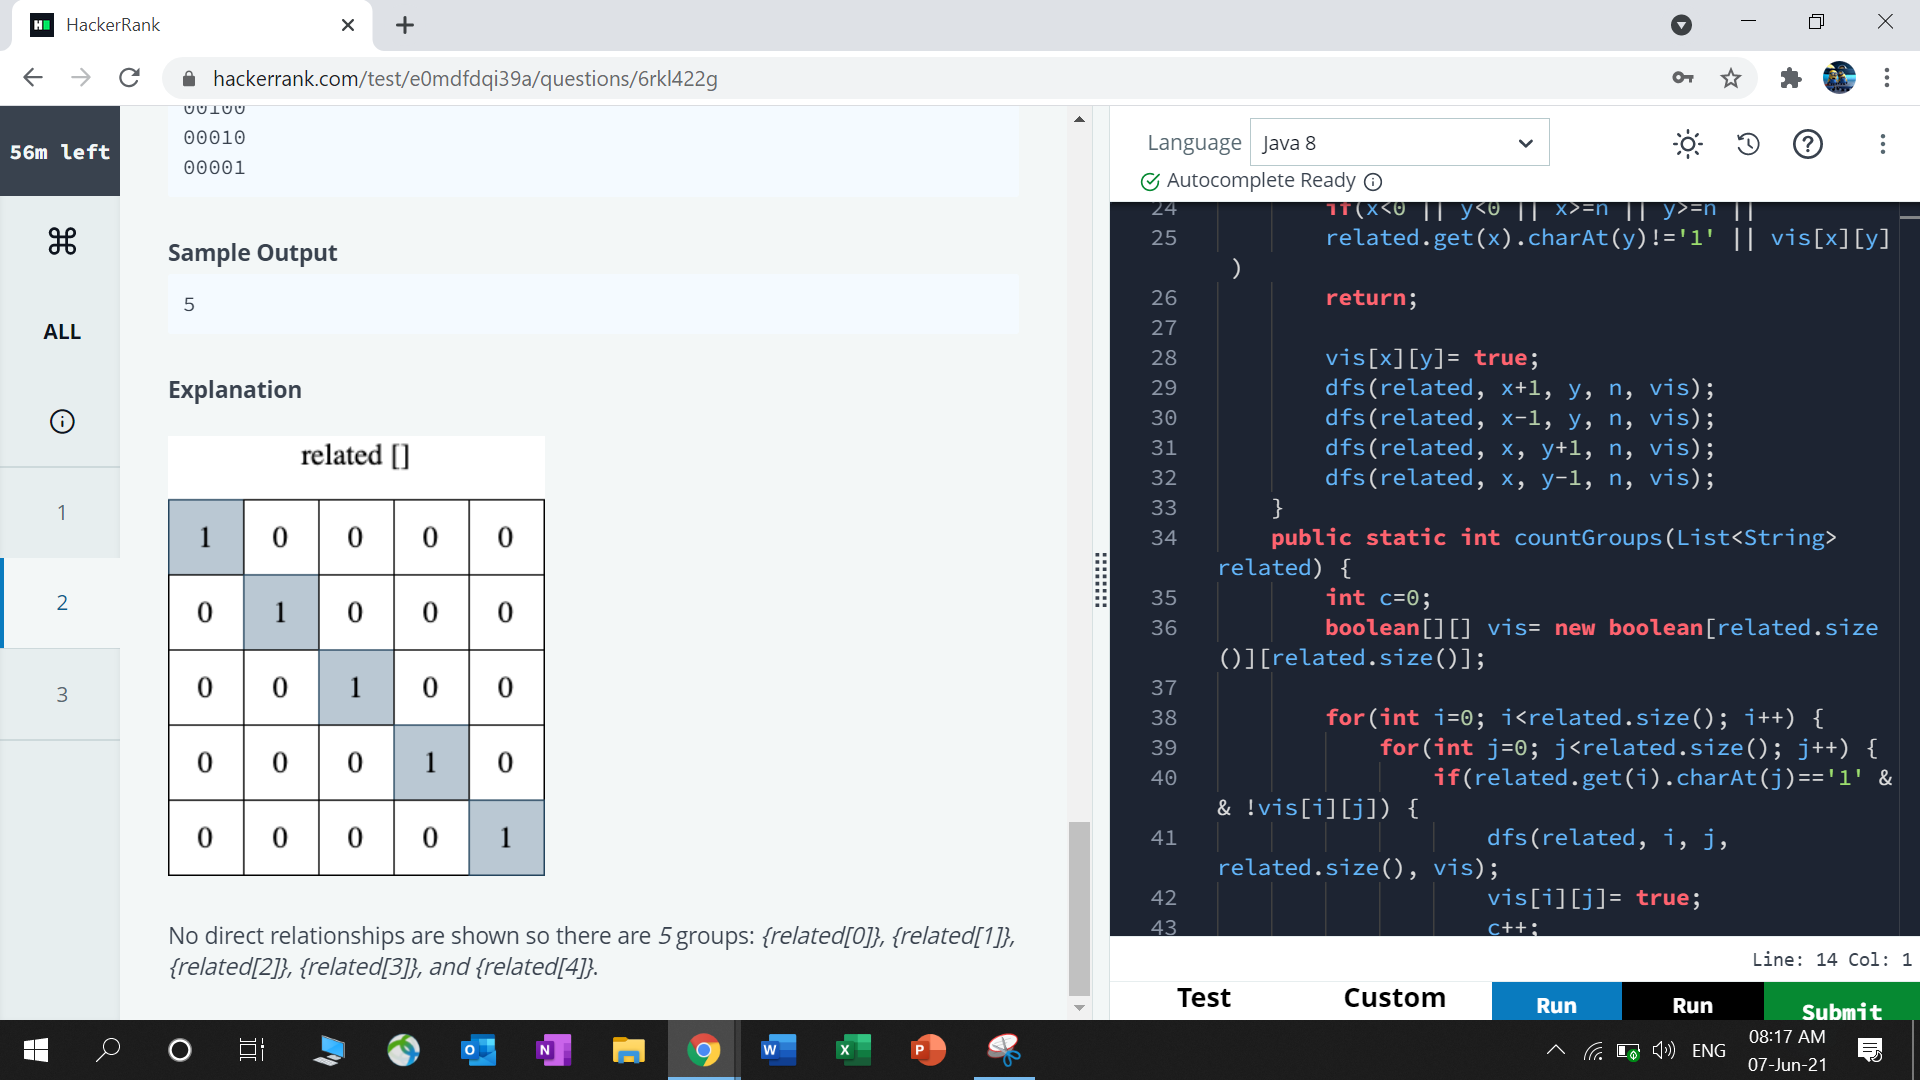 HackerRank
hackerrank.com/test/e0mdfdqi39a/questions/6rkl422g
56m left
ALL
1
2
3
00100
00010
00001
Sample Output
5
Explanation
related []
1 0 0 0 0
0 1 0 0 0
0 0 1 0 0
0 0 0 1 0
0 0 0 0 1
No direct relationships are shown so there are 5 groups: {related[0]}, {related[1]},
{related[2]}, {related[3]}, and {related[4]}.
Language Java 8
Autocomplete Ready
24 if(x<0 || y<0 || x>=n || y>=n ||
25 related.get(x).charAt(y)!='1' || vis[x][y]
)
26 return;
27
28 vis[x][y]= true;
29 dfs(related, x+1, y, n, vis);
30 dfs(related, x-1, y, n, vis);
31 dfs(related, x, y+1, n, vis);
32 dfs(related, x, y-1, n, vis);
33 }
34 public static int countGroups(List<String>
related) {
35 int c=0;
36 boolean[][] vis= new boolean[related.size
()][related.size()];
37
38 for(int i=0; i<related.size(); i++) {
39 for(int j=0; j<related.size(); j++) {
40 if(related.get(i).charAt(j)=='1' &
& !vis[i][j]) {
41 dfs(related, i, j,
related.size(), vis);
42 vis[i][j]= true;
43 c++;
Line: 14 Col: 1
Test Custom Run Run Submit
ENG
08:17 AM
07-Jun-21